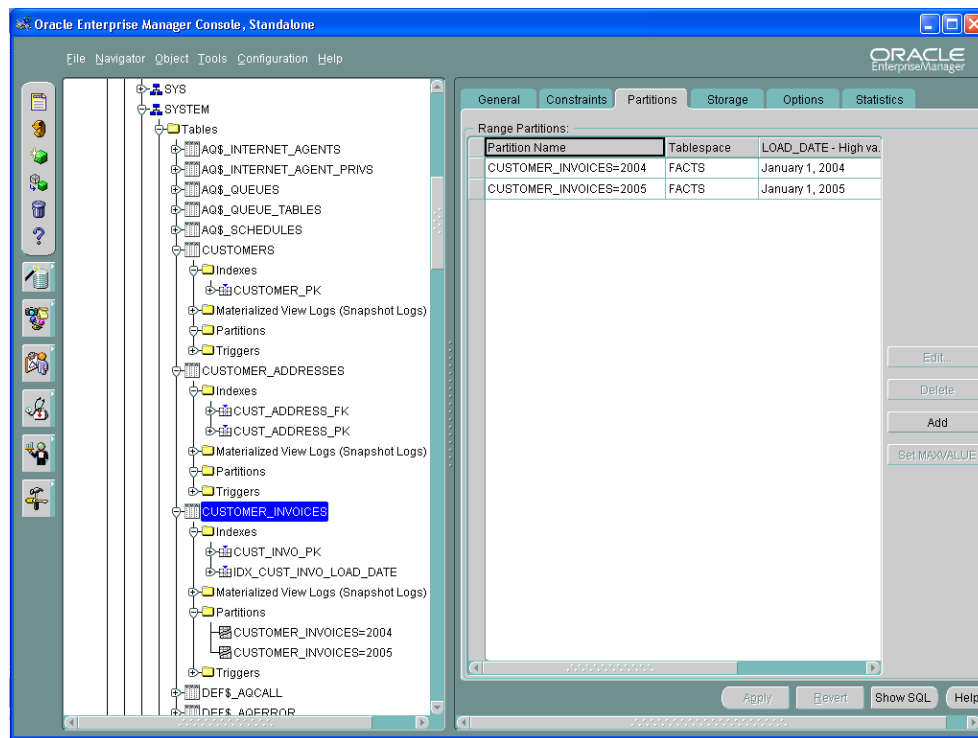 Oracle Enterprise Manager Console, Standalone
File Navigator Object Tools Configuration Help
ORACLE
EnterpriseManager
SYS
SYSTEM
Tables
AQ$_INTERNET_AGENTS
AQ$_INTERNET_AGENT_PRIVS
AQ$_QUEUES
AQ$_QUEUE_TABLES
AQ$_SCHEDULES
CUSTOMERS
Indexes
CUSTOMER_PK
Materialized View Logs (Snapshot Logs)
Partitions
Triggers
CUSTOMER_ADDRESSES
Indexes
CUST_ADDRESS_FK
CUST_ADDRESS_PK
Materialized View Logs (Snapshot Logs)
Partitions
Triggers
CUSTOMER_INVOICES
Indexes
CUST_INVO_PK
IDX_CUST_INVO_LOAD_DATE
Materialized View Logs (Snapshot Logs)
Partitions
CUSTOMER_INVOICES=2004
CUSTOMER_INVOICES=2005
Triggers
DEF$_AQCALL
DEF$_AQERROR
General Constraints Partitions Storage Options Statistics
Range Partitions:
Partition Name Tablespace LOAD_DATE - High va.
CUSTOMER_INVOICES=2004 FACTS January 1, 2004
CUSTOMER_INVOICES=2005 FACTS January 1, 2005
Edit...
Delete
Add
Set MAXVALUE
Apply Revert Show SQL Help